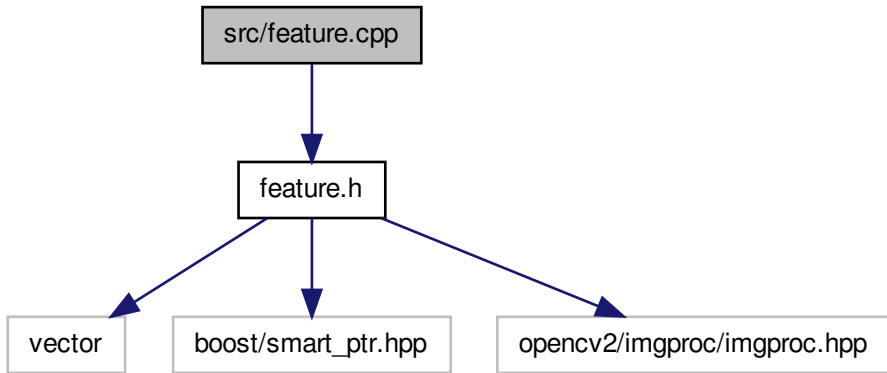 src/feature.cpp
feature.h
vector
boost/smart_ptr.hpp
opencv2/imgproc/imgproc.hpp